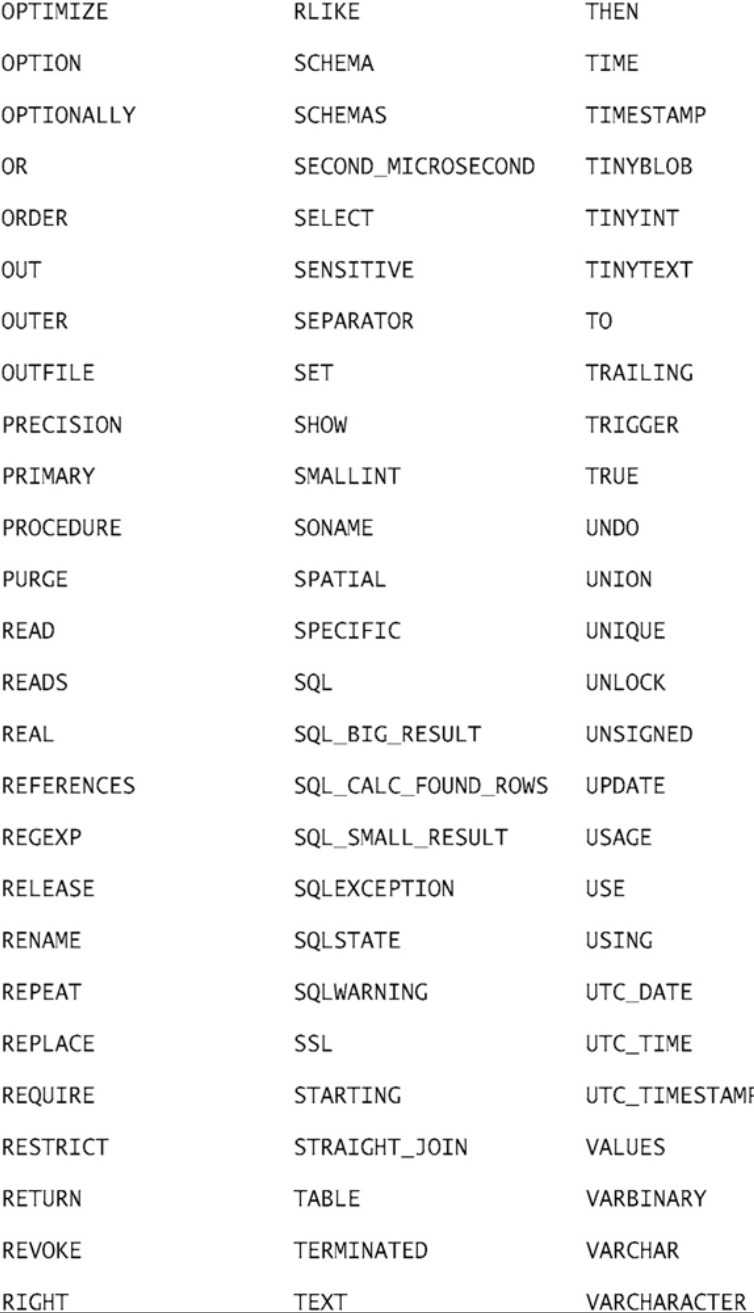 OPTIMIZE RLIKE THEN
OPTION SCHEMA TIME
OPTIONALLY SCHEMAS TIMESTAMP
OR SECOND_MICROSECOND TINYBLOB
ORDER SELECT TINYINT
OUT SENSITIVE TINYTEXT
OUTER SEPARATOR TO
OUTFILE SET TRAILING
PRECISION SHOW TRIGGER
PRIMARY SMALLINT TRUE
PROCEDURE SONAME UNDO
PURGE SPATIAL UNION
READ SPECIFIC UNIQUE
READS SQL UNLOCK
REAL SQL_BIG_RESULT UNSIGNED
REFERENCES SQL_CALC_FOUND_ROWS UPDATE
REGEXP SQL_SMALL_RESULT USAGE
RELEASE SQLEXCEPTION USE
RENAME SQLSTATE USING
REPEAT SQLWARNING UTC_DATE
REPLACE SSL UTC_TIME
REQUIRE STARTING UTC_TIMESTAMP
RESTRICT STRAIGHT_JOIN VALUES
RETURN TABLE VARBINARY
REVOKE TERMINATED VARCHAR
RIGHT TEXT VARCHARACTER